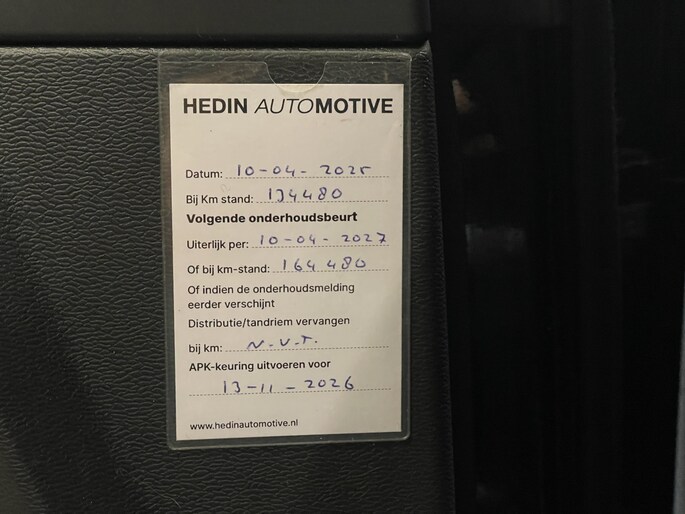 HEDIN AUTOMOTIVE
Datum: 10-04-2025
Bij Km stand: 134480
Volgende onderhoudsbeurt
Uiterlijk per: 10-04-2027
Of bij km-stand: 164480
Of indien de onderhoudsmelding
eerder verschijnt
Distributie/tandriem vervangen
bij km: N.V.T.
APK-keuring uitvoeren voor
13-11-2026
www.hedinautomotive.nl